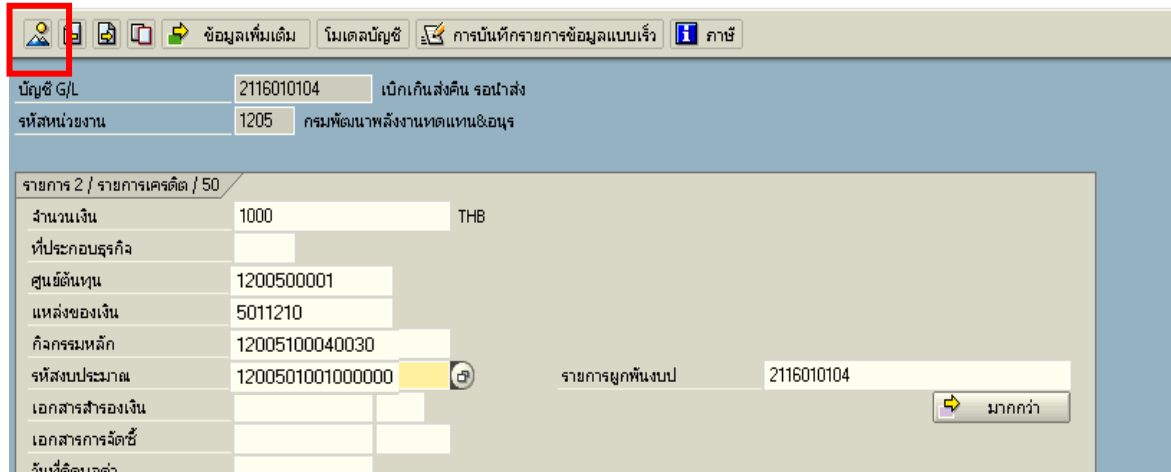 ข้อมูลเพิ่มเติม โมเดลบัญชี การบันทึกรายการข้อมูลแบบเร็ว ภาษี
บัญชี G/L 2116010104 เบิกเกินส่งคืน รอนำส่ง
รหัสหน่วยงาน 1205 กรมพัฒนาพลังงานทดแทน&อนุร
รายการ 2 / รายการเครดิต / 50
จำนวนเงิน 1000 THB
ที่ประกอบธุรกิจ
ศูนย์ต้นทุน 1200500001
แหล่งของเงิน 5011210
กิจกรรมหลัก 12005100040030
รหัสงบประมาณ 1200501001000000 รายการผูกพันงบป 2116010104
เอกสารสำรองเงิน มากกว่า
เอกสารการจัดซื้